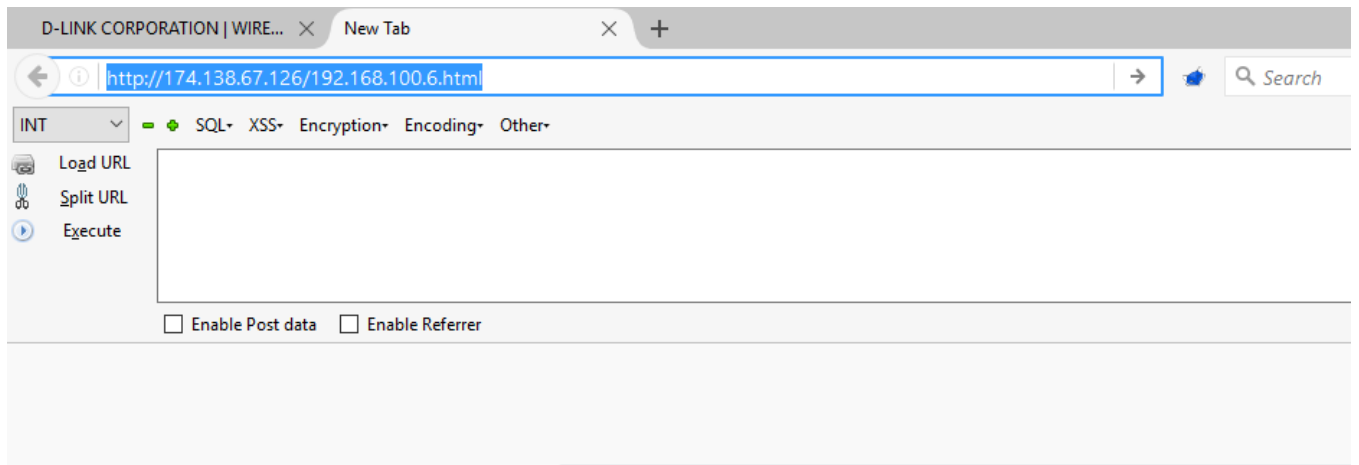 D-LINK CORPORATION | WIRE... New Tab
http://174.138.67.126/192.168.100.6.html Search
INT SQL XSS Encryption Encoding Other
Load URL
Split URL
Execute
Enable Post data Enable Referrer